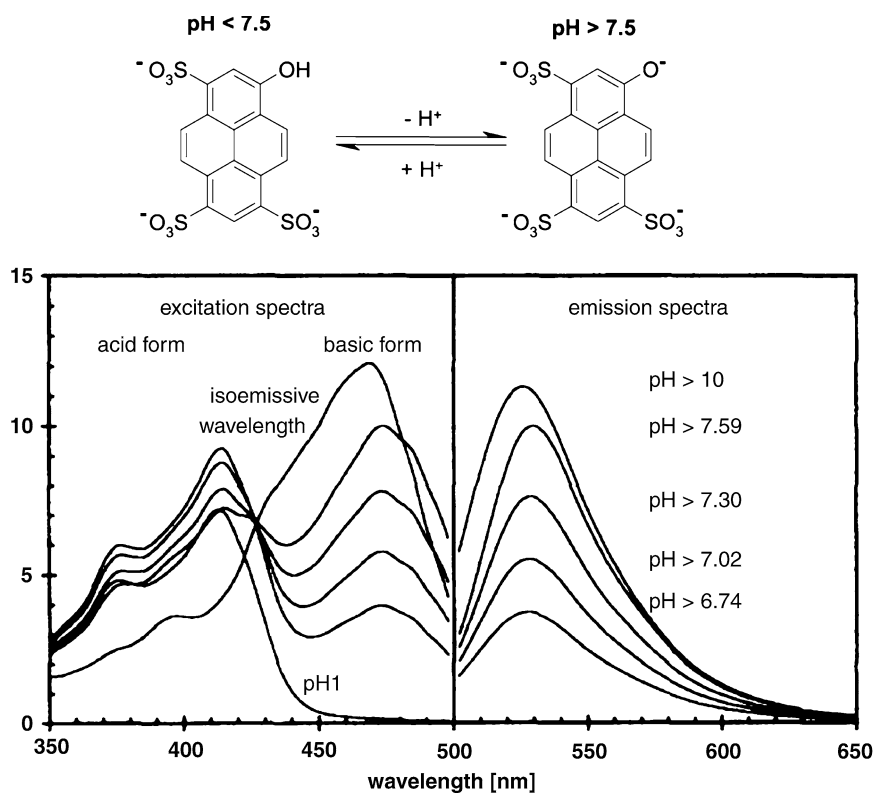 pH < 7.5
pH > 7.5
⁻O₃S
OH
⁻O₃S
O⁻
- H⁺
+ H⁺
⁻O₃S
SO₃⁻
⁻O₃S
SO₃⁻
15
excitation spectra
emission spectra
acid form
basic form
pH > 10
isoemissive
wavelength
10
pH > 7.59
pH > 7.30
pH > 7.02
5
pH > 6.74
pH1
0
350
400
450
500
550
600
650
wavelength [nm]